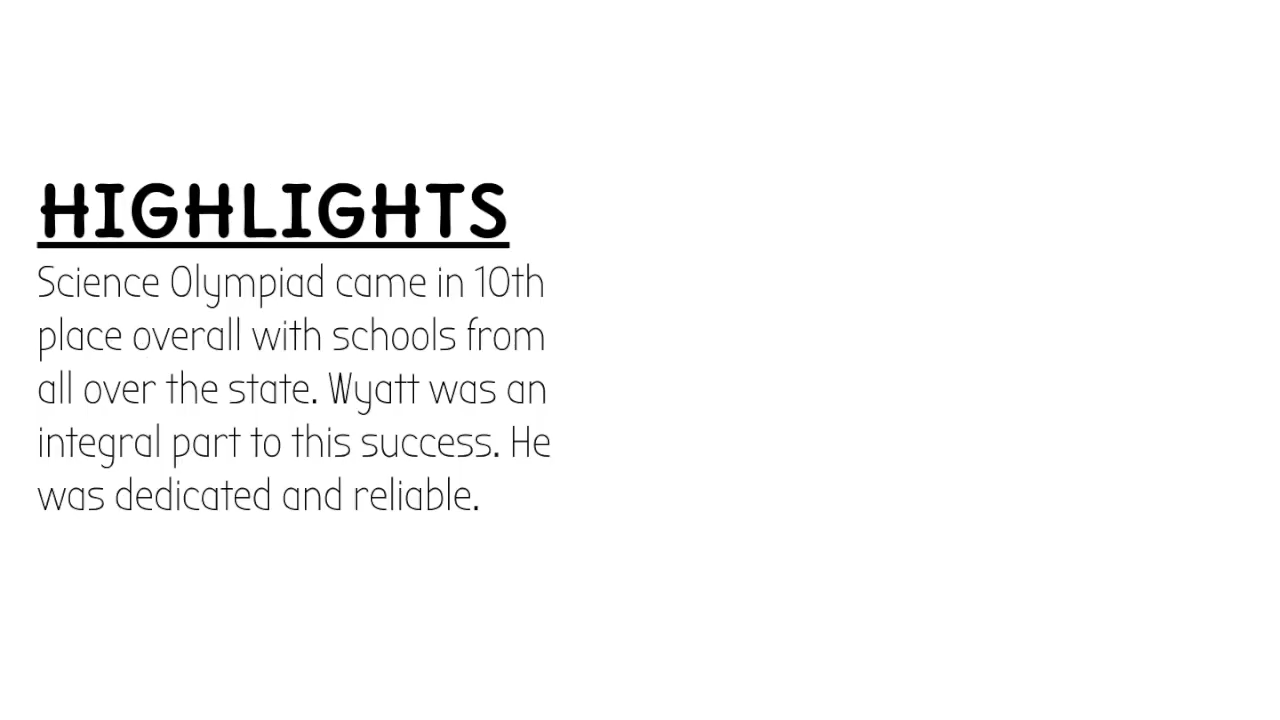 HIGHLIGHTS
Science Olympiad came in 10th
place overall with schools from
all over the state. Wyatt was an
integral part to this success. He
was dedicated and reliable.